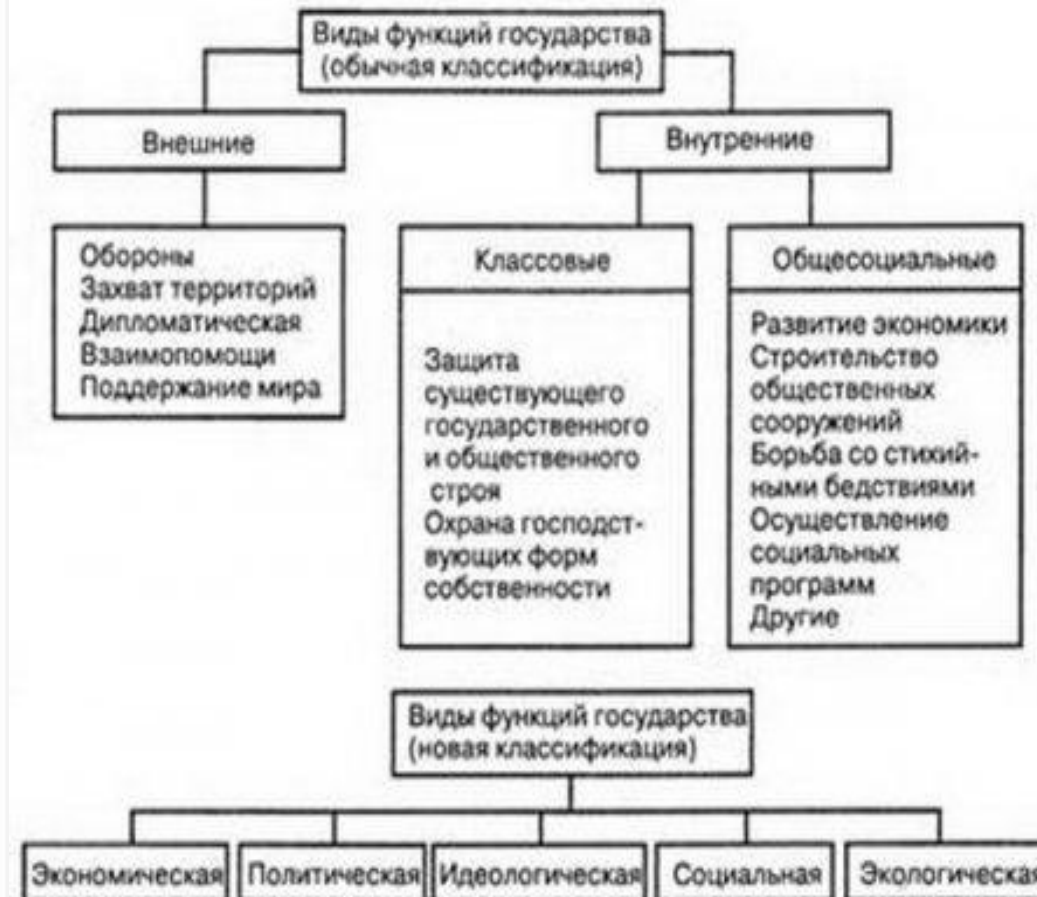 Виды функций государства
(обычная классификация)
Внешние
Внутренние
Обороны
Захват территорий
Дипломатическая
Взаимопомощи
Поддержание мира
Классовые
Защита
существующего
государственного
и общественного
строя
Охрана господст-
вующих форм
собственности
Общесоциальные
Развитие экономики
Строительство
общественных
сооружений
Борьба со стихий-
ными бедствиями
Осуществление
социальных
программ
Другие
Виды функций государства
(новая классификация)
Экономическая
Политическая
Идеологическая
Социальная
Экологическая